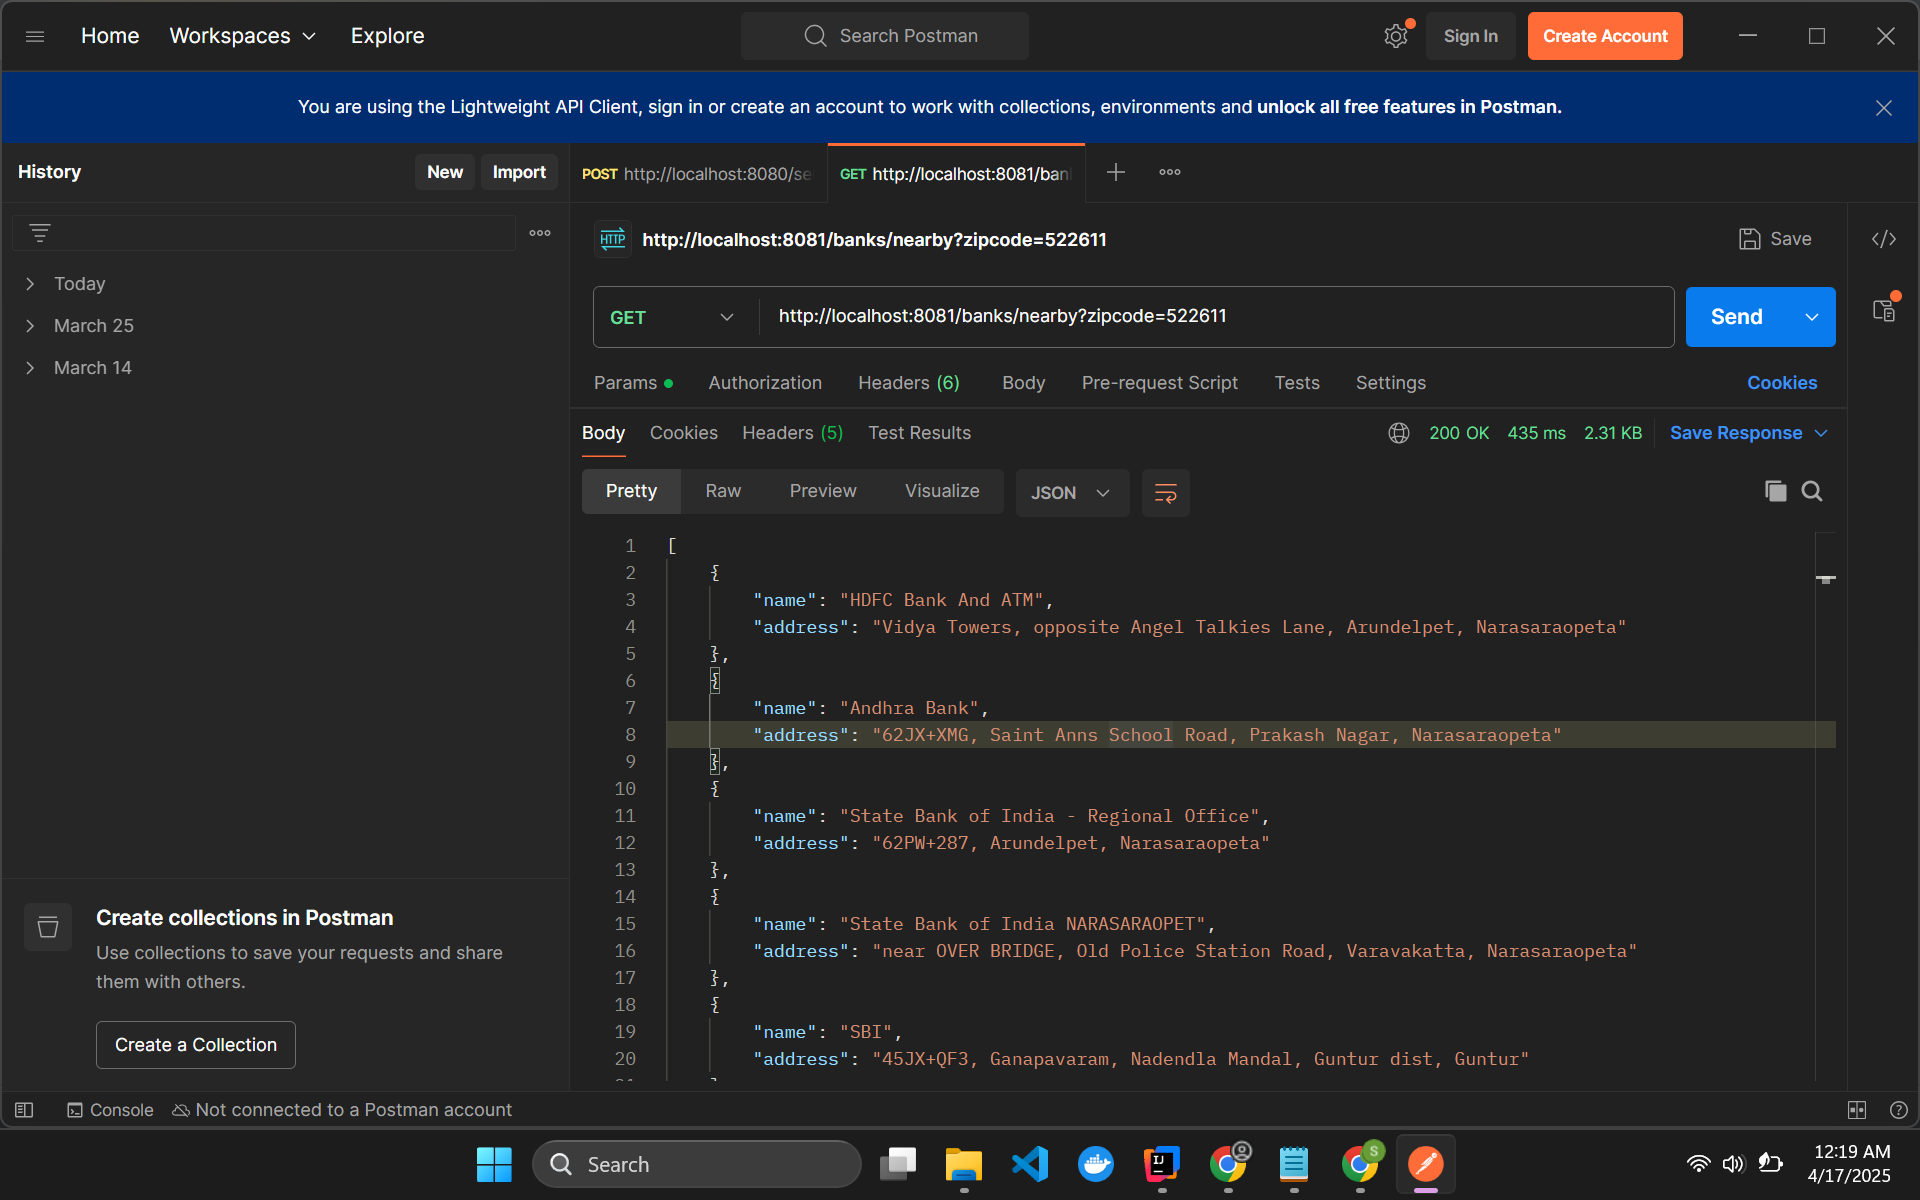 Home Workspaces Explore Search Postman Sign In Create Account
You are using the Lightweight API Client, sign in or create an account to work with collections, environments and unlock all free features in Postman.
History New Import
POST http://localhost:8080/se GET http://localhost:8081/ban
HTTP http://localhost:8081/banks/nearby?zipcode=522611 Save
Today
March 25
March 14
GET http://localhost:8081/banks/nearby?zipcode=522611 Send
Params Authorization Headers (6) Body Pre-request Script Tests Settings Cookies
Body Cookies Headers (5) Test Results 200 OK 435 ms 2.31 KB Save Response
Pretty Raw Preview Visualize JSON
1 [
2 {
3 "name": "HDFC Bank And ATM",
4 "address": "Vidya Towers, opposite Angel Talkies Lane, Arundelpet, Narasaraopeta"
5 },
6 {
7 "name": "Andhra Bank",
8 "address": "62JX+XMG, Saint Anns School Road, Prakash Nagar, Narasaraopeta"
9 },
10 {
11 "name": "State Bank of India - Regional Office",
12 "address": "62PW+287, Arundelpet, Narasaraopeta"
13 },
14 {
15 "name": "State Bank of India NARASARAOPET",
16 "address": "near OVER BRIDGE, Old Police Station Road, Varavakatta, Narasaraopeta"
17 },
18 {
19 "name": "SBI",
20 "address": "45JX+QF3, Ganapavaram, Nadendla Mandal, Guntur dist, Guntur"
Create collections in Postman
Use collections to save your requests and share
them with others.
Create a Collection
Console Not connected to a Postman account
Search
IJ
S
12:19 AM
4/17/2025